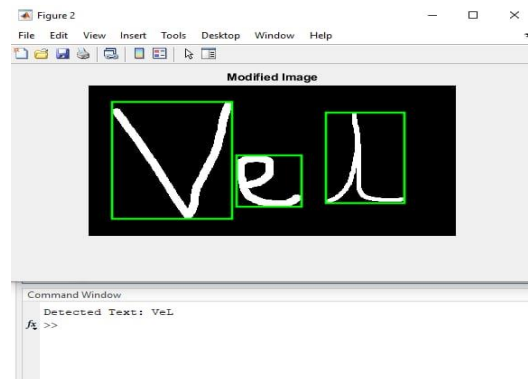 Figure 2
File Edit View Insert Tools Desktop Window Help
Modified Image
Vel
Command Window
Detected Text: VeL
fx >>